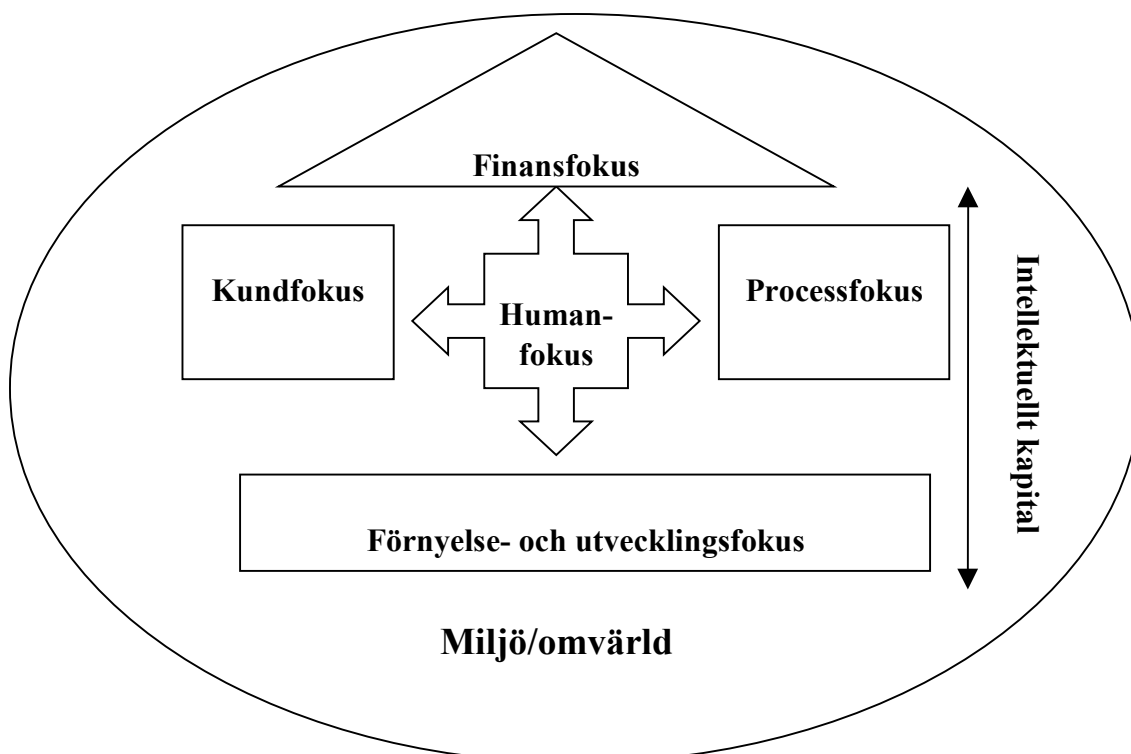 Finansfokus
Kundfokus
Processfokus
Human-
fokus
Intellektuellt kapital
Förnyelse- och utvecklingsfokus
Miljö/omvärld